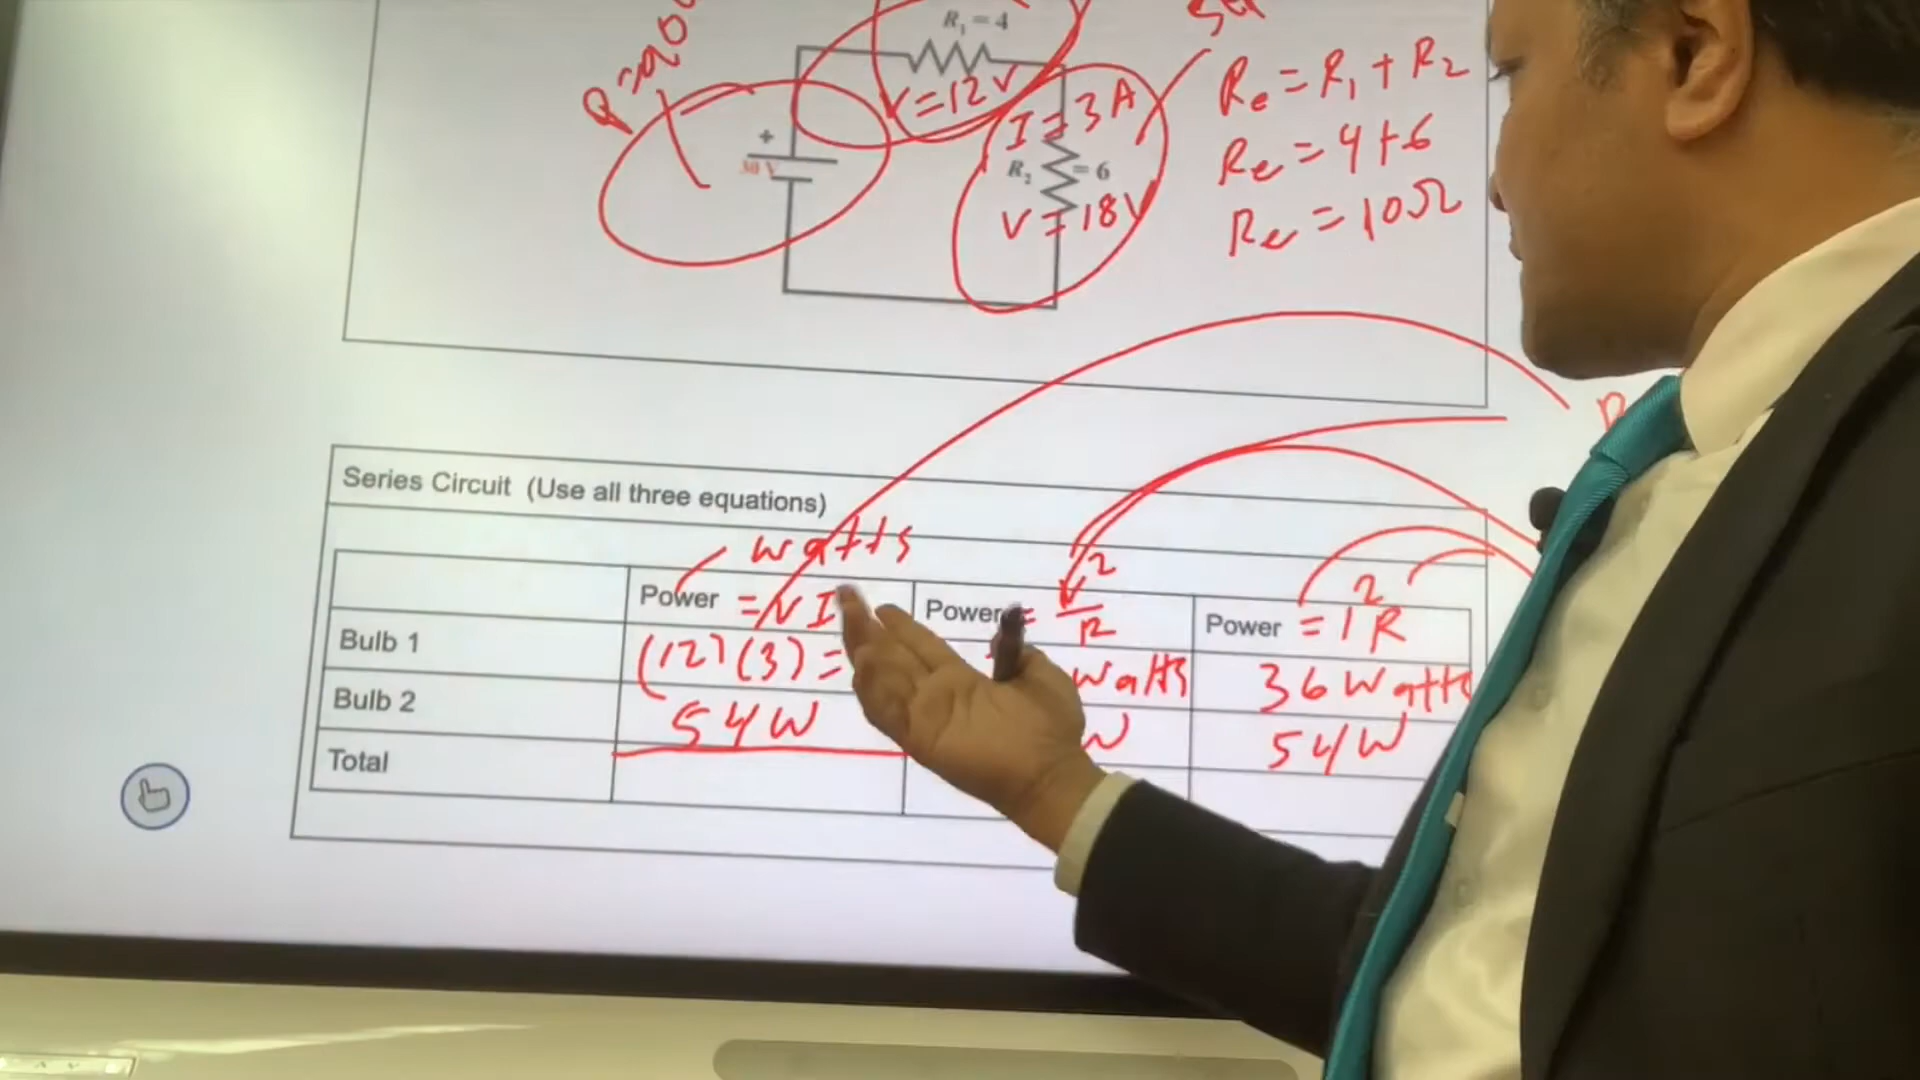 R₁ = 4
V=12V
I=3A
R₂ = 6
V=18V
+
30 V
Re = R₁ + R₂
Re = 4+6
Re = 10Ω
Series Circuit (Use all three equations)
watts
Power = VI
Power = V²/R
Power = I²R
Bulb 1
(12)(3)=
watts
36 watts
Bulb 2
54W
W
54W
Total